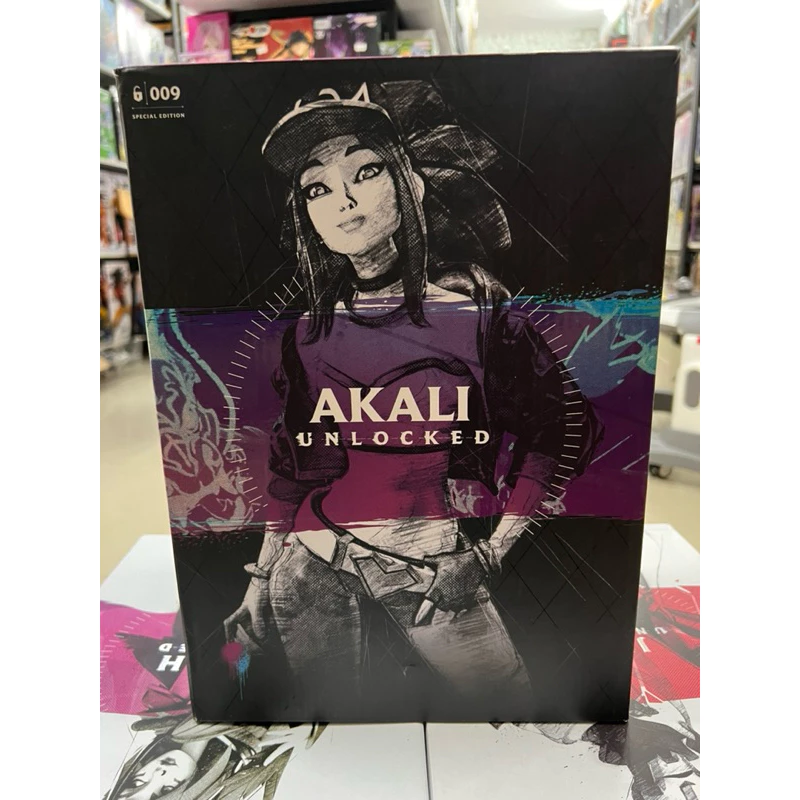 009
SPECIAL EDITION
AKALI
UNLOCKED